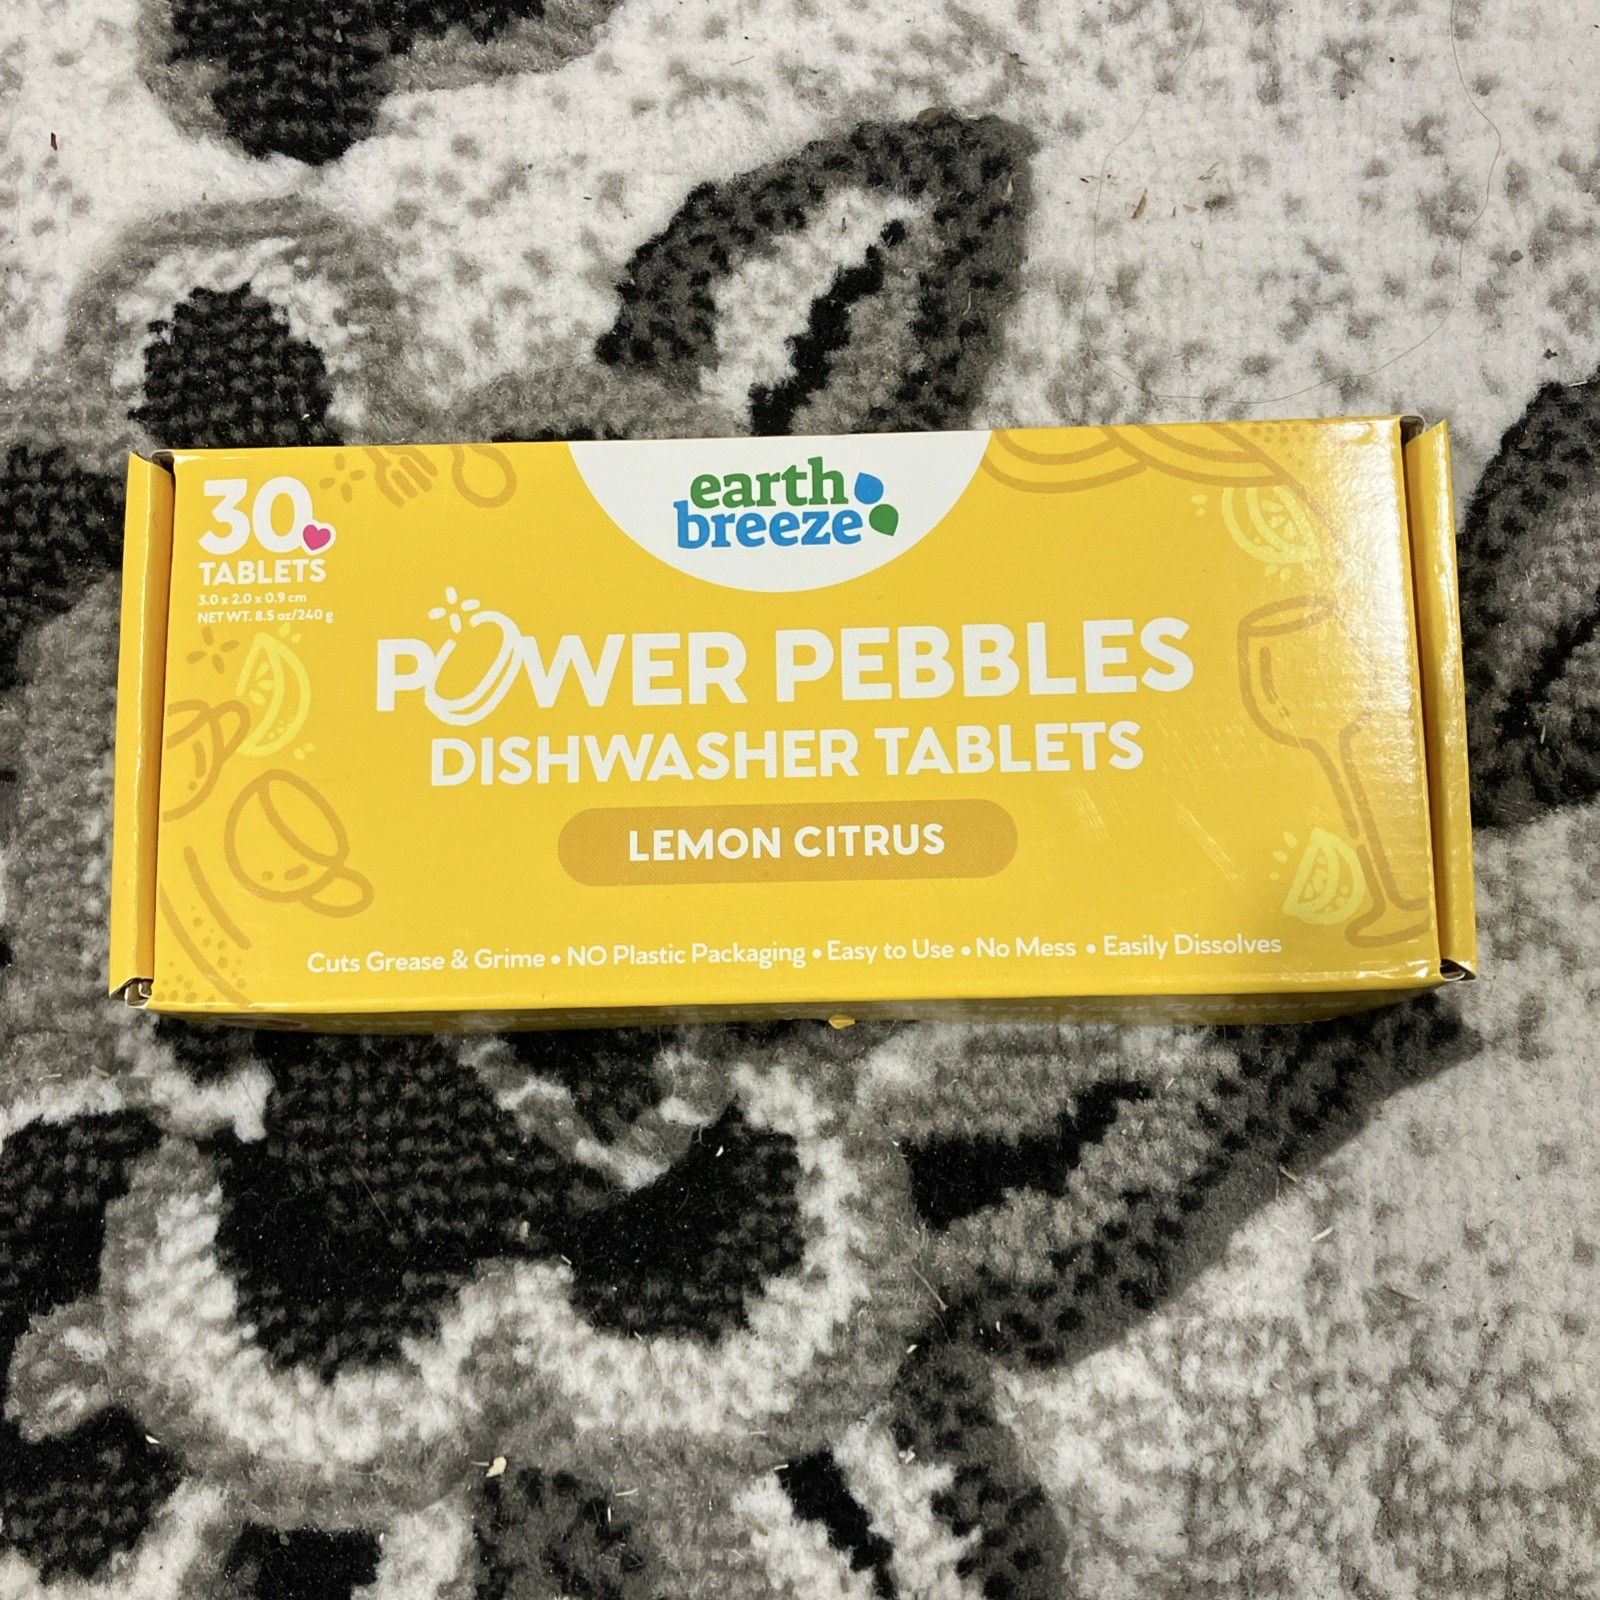 30
TABLETS
3.0 x 2.0 x 0.9 cm
NET WT. 8.5 oz/240 g
earth
breeze
POWER PEBBLES
DISHWASHER TABLETS
LEMON CITRUS
Cuts Grease & Grime • NO Plastic Packaging • Easy to Use • No Mess • Easily Dissolves